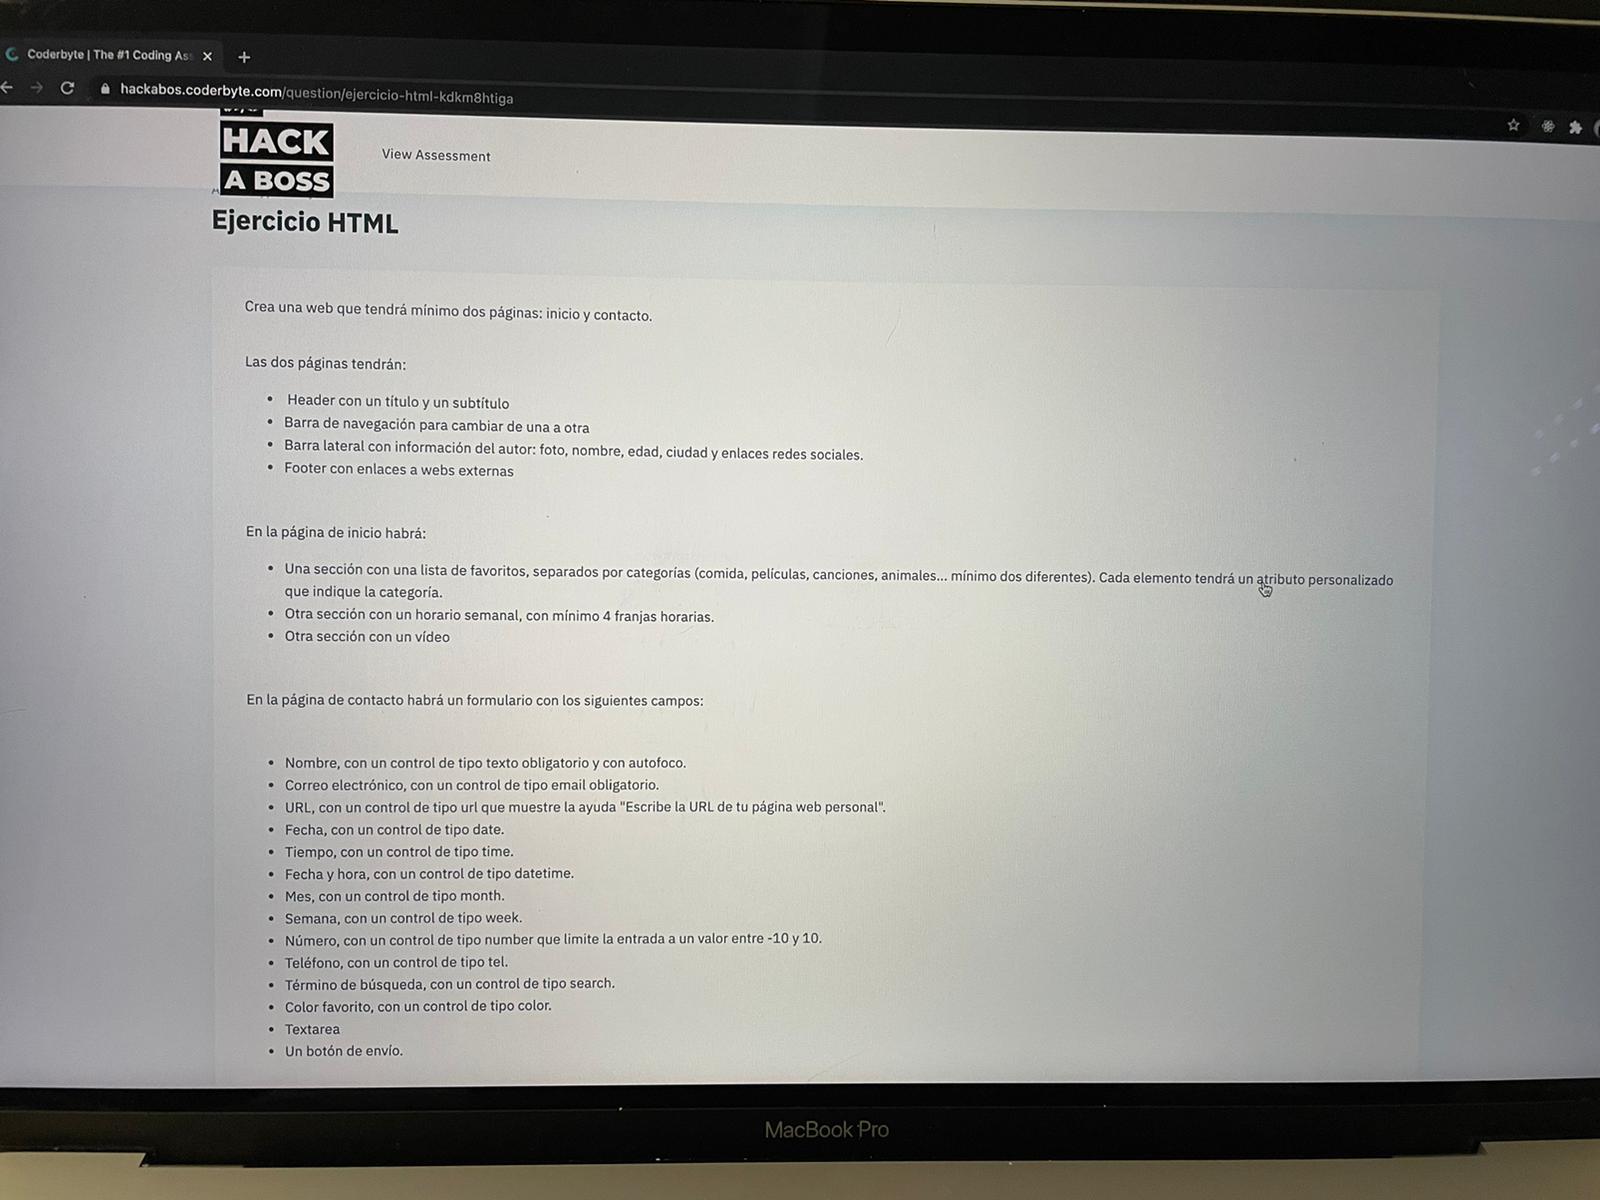 Coderbyte | The #1 Coding As
hackabos.coderbyte.com/question/ejercicio-html-kdkm8htiga
HACK
A BOSS
View Assessment
Ejercicio HTML
Crea una web que tendrá mínimo dos páginas: inicio y contacto.
Las dos páginas tendrán:
• Header con un título y un subtítulo
• Barra de navegación para cambiar de una a otra
• Barra lateral con información del autor: foto, nombre, edad, ciudad y enlaces redes sociales.
• Footer con enlaces a webs externas
En la página de inicio habrá:
• Una sección con una lista de favoritos, separados por categorías (comida, películas, canciones, animales... mínimo dos diferentes). Cada elemento tendrá un atributo personalizado
que indique la categoría.
• Otra sección con un horario semanal, con mínimo 4 franjas horarias.
• Otra sección con un vídeo
En la página de contacto habrá un formulario con los siguientes campos:
• Nombre, con un control de tipo texto obligatorio y con autofoco.
• Correo electrónico, con un control de tipo email obligatorio.
• URL, con un control de tipo url que muestre la ayuda "Escribe la URL de tu página web personal".
• Fecha, con un control de tipo date.
• Tiempo, con un control de tipo time.
• Fecha y hora, con un control de tipo datetime.
• Mes, con un control de tipo month.
• Semana, con un control de tipo week.
• Número, con un control de tipo number que limite la entrada a un valor entre -10 y 10.
• Teléfono, con un control de tipo tel.
• Término de búsqueda, con un control de tipo search.
• Color favorito, con un control de tipo color.
• Textarea
• Un botón de envío.
MacBook Pro